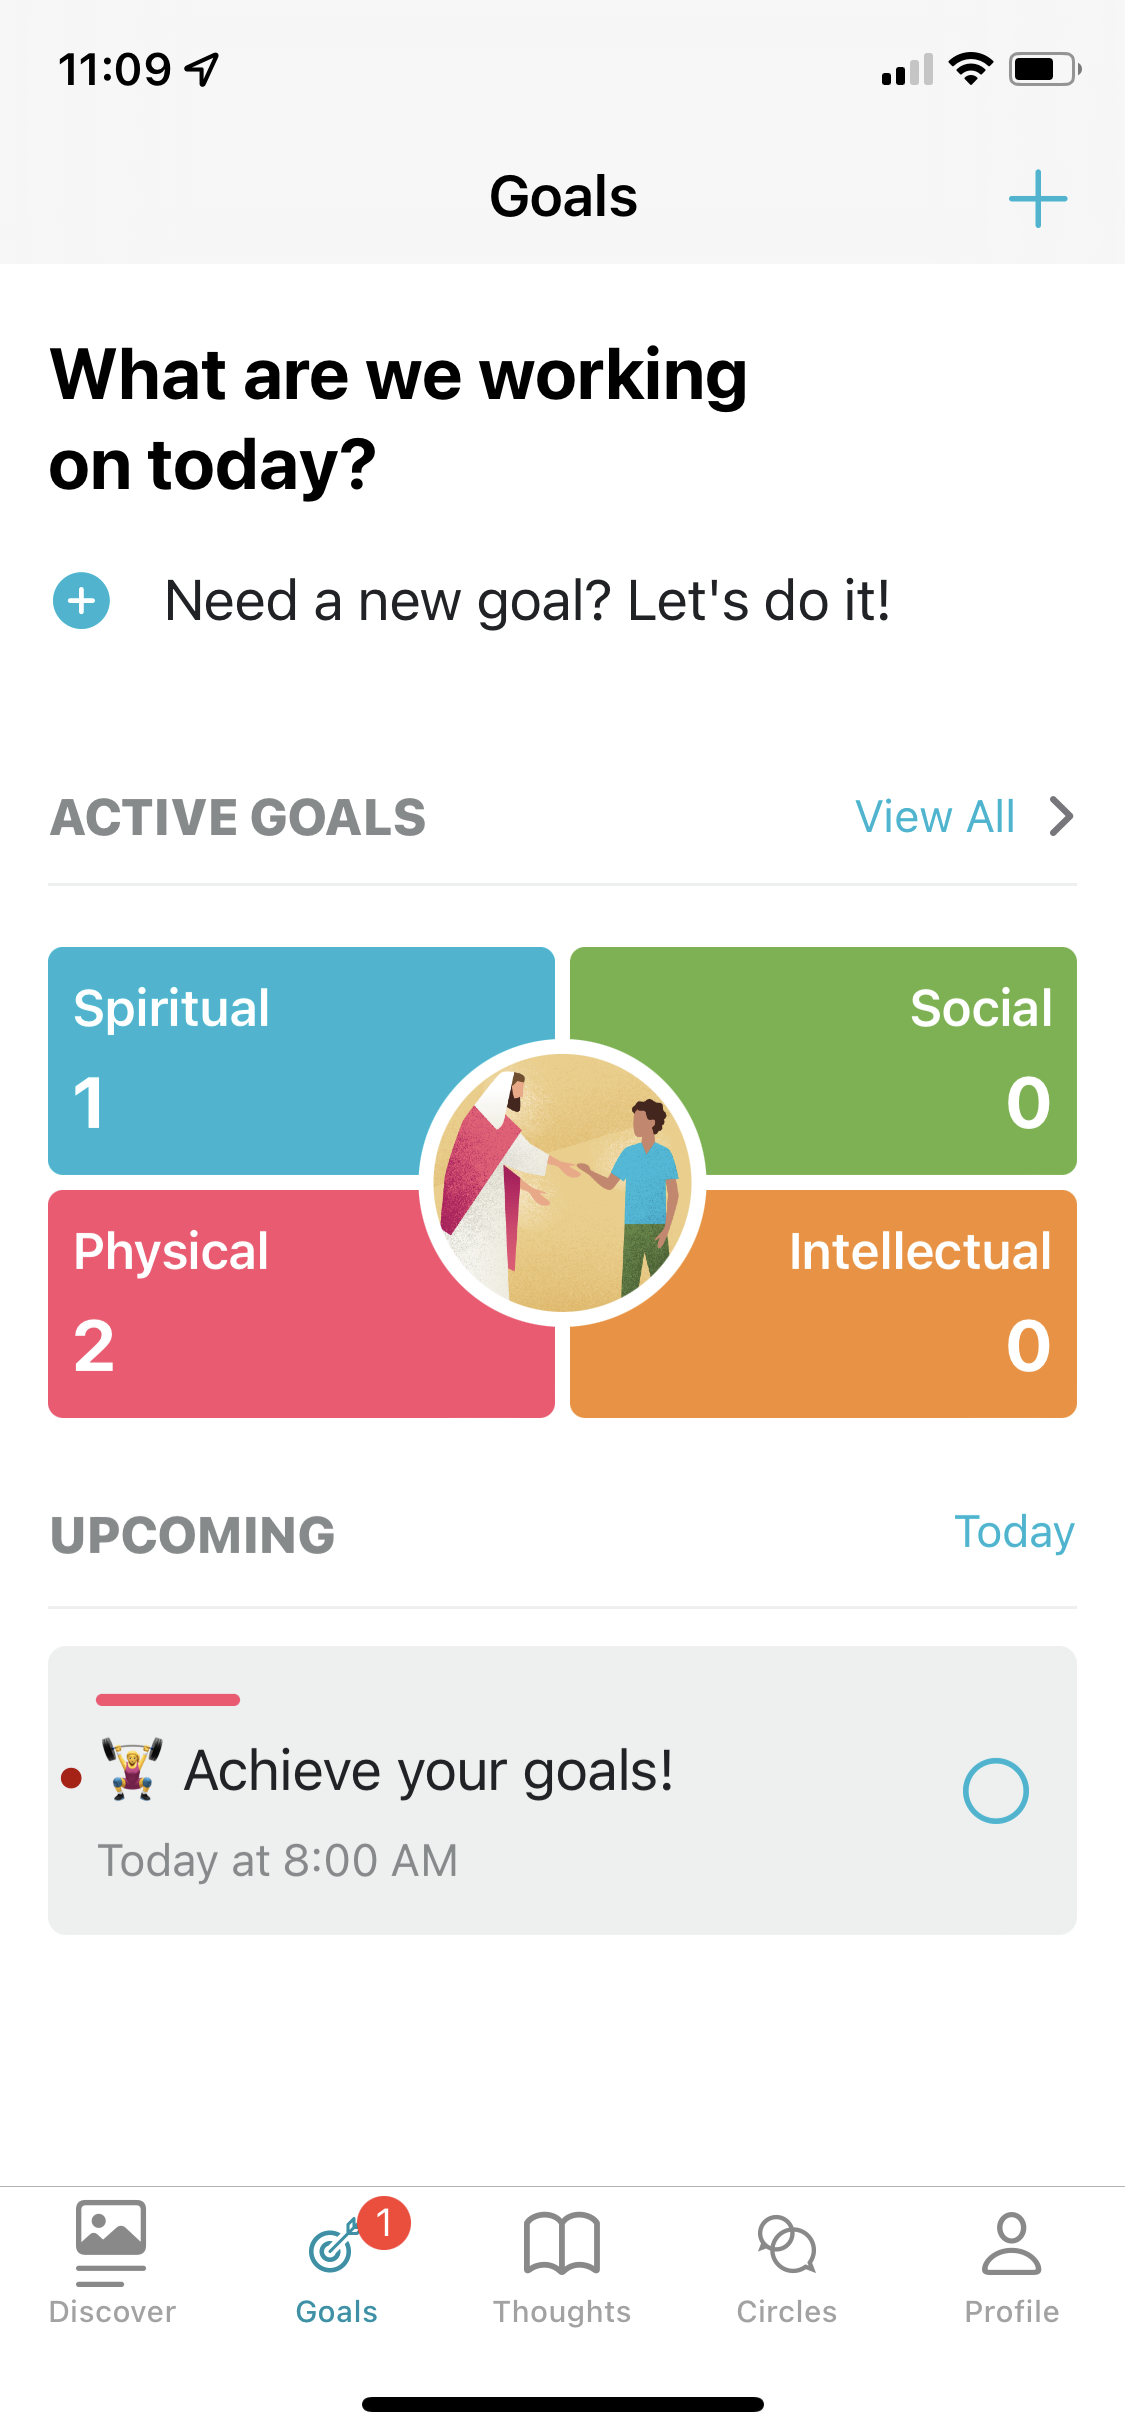 11:09
Goals
What are we working
on today?
Need a new goal? Let's do it!
ACTIVE GOALS
View All
Spiritual
1
Social
0
Physical
2
Intellectual
0
UPCOMING
Today
🏋️‍♀️ Achieve your goals!
Today at 8:00 AM
1
Discover
Goals
Thoughts
Circles
Profile